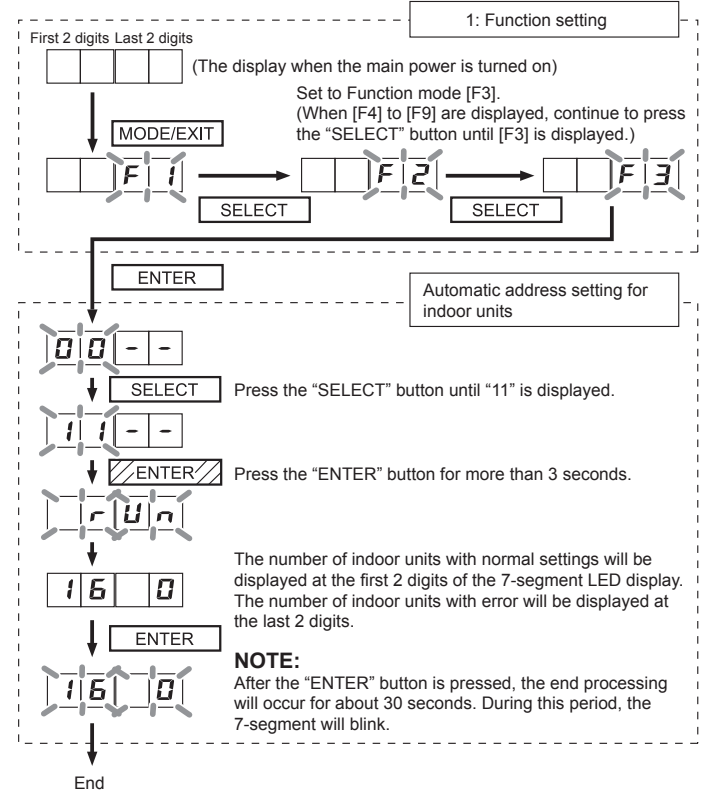 1: Function setting
First 2 digits Last 2 digits
(The display when the main power is turned on)
Set to Function mode [F3].
(When [F4] to [F9] are displayed, continue to press
the “SELECT” button until [F3] is displayed.)
MODE/EXIT
F 1
F 2
F 3
SELECT
SELECT
ENTER
Automatic address setting for
indoor units
0 0 - -
SELECT
Press the “SELECT” button until “11” is displayed.
1 1 - -
ENTER
Press the “ENTER” button for more than 3 seconds.
r U n
The number of indoor units with normal settings will be
displayed at the first 2 digits of the 7-segment LED display.
The number of indoor units with error will be displayed at
the last 2 digits.
1 6 0
ENTER
NOTE:
After the “ENTER” button is pressed, the end processing
will occur for about 30 seconds. During this period, the
7-segment will blink.
1 6 0
End